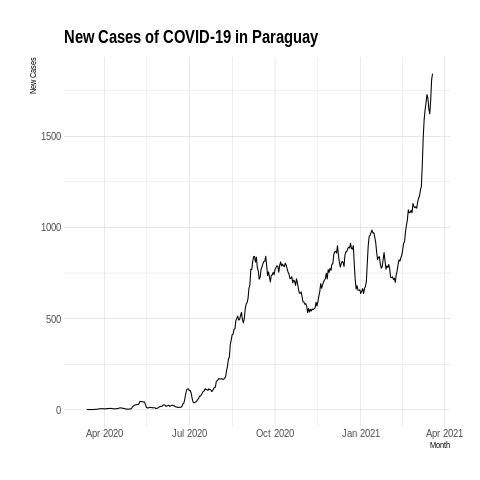 New Cases of COVID-19 in Paraguay
New Cases
1500
1000
500
0
Apr 2020 Jul 2020 Oct 2020 Jan 2021 Apr 2021
Month